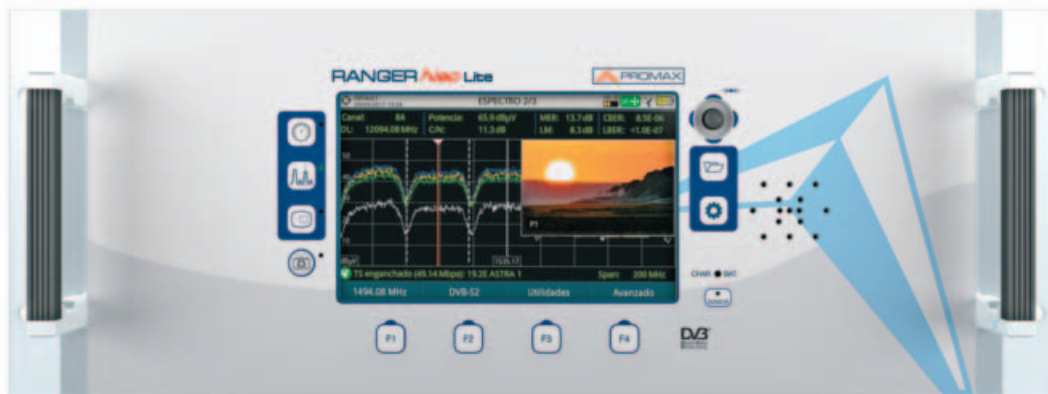 RANGER Neo Lite
PROMAX
ESPECTRO 2/3
Canal: 84 Potencia: 65.9 dBµV MER: 13.7 dB CBER: 8.5E-06
DL: 12094.08 MHz C/N: 11.3 dB LM: 8.3 dB LBER: <1.0E-07
P1
dBµV
1535.17
TS enganchado (49.14 Mbps): 19.2E ASTRA 1 Span: 200 MHz
1494.08 MHz DVB-S2 Utilidades Avanzado
CHAR BAT.
F1 F2 F3 F4
DVB